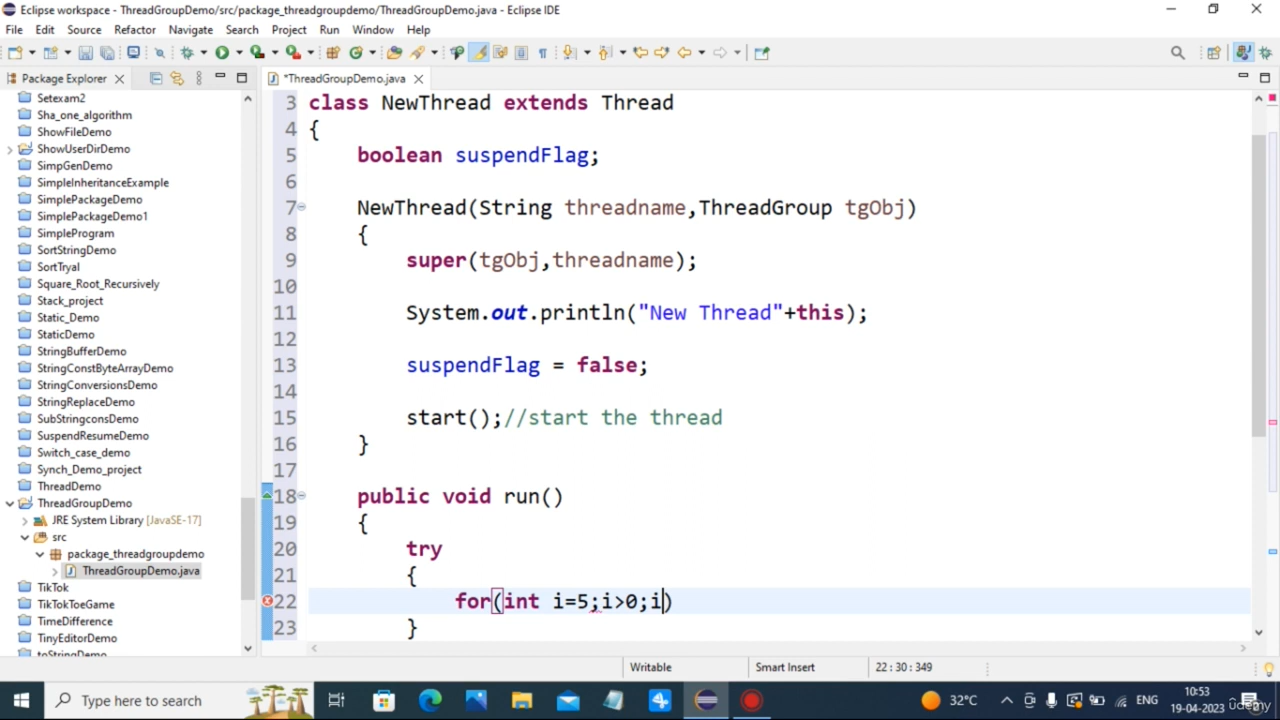 Eclipse workspace - ThreadGroupDemo/src/package_threadgroupdemo/ThreadGroupDemo.java - Eclipse IDE
File Edit Source Refactor Navigate Search Project Run Window Help
Package Explorer
*ThreadGroupDemo.java
Setexam2
Sha_one_algorithm
ShowFileDemo
ShowUserDirDemo
SimpGenDemo
SimpleInheritanceExample
SimplePackageDemo
SimplePackageDemo1
SimpleProgram
SortStringDemo
SortTryal
Square_Root_Recursively
Stack_project
Static_Demo
StaticDemo
StringBufferDemo
StringConstByteArrayDemo
StringConversionsDemo
StringReplaceDemo
SubStringconsDemo
SuspendResumeDemo
Switch_case_demo
Synch_Demo_project
ThreadDemo
ThreadGroupDemo
JRE System Library [JavaSE-17]
src
package_threadgroupdemo
ThreadGroupDemo.java
TikTok
TikTokToeGame
TimeDifference
TinyEditorDemo
toStringDemo
3 class NewThread extends Thread
4 {
5 boolean suspendFlag;
6
7 NewThread(String threadname,ThreadGroup tgObj)
8 {
9 super(tgObj,threadname);
10
11 System.out.println("New Thread"+this);
12
13 suspendFlag = false;
14
15 start();//start the thread
16 }
17
18 public void run()
19 {
20 try
21 {
22 for(int i=5;i>0;i)
23 }
Writable Smart Insert 22 : 30 : 349
Type here to search
32°C
ENG
10:53
19-04-2023
udemy